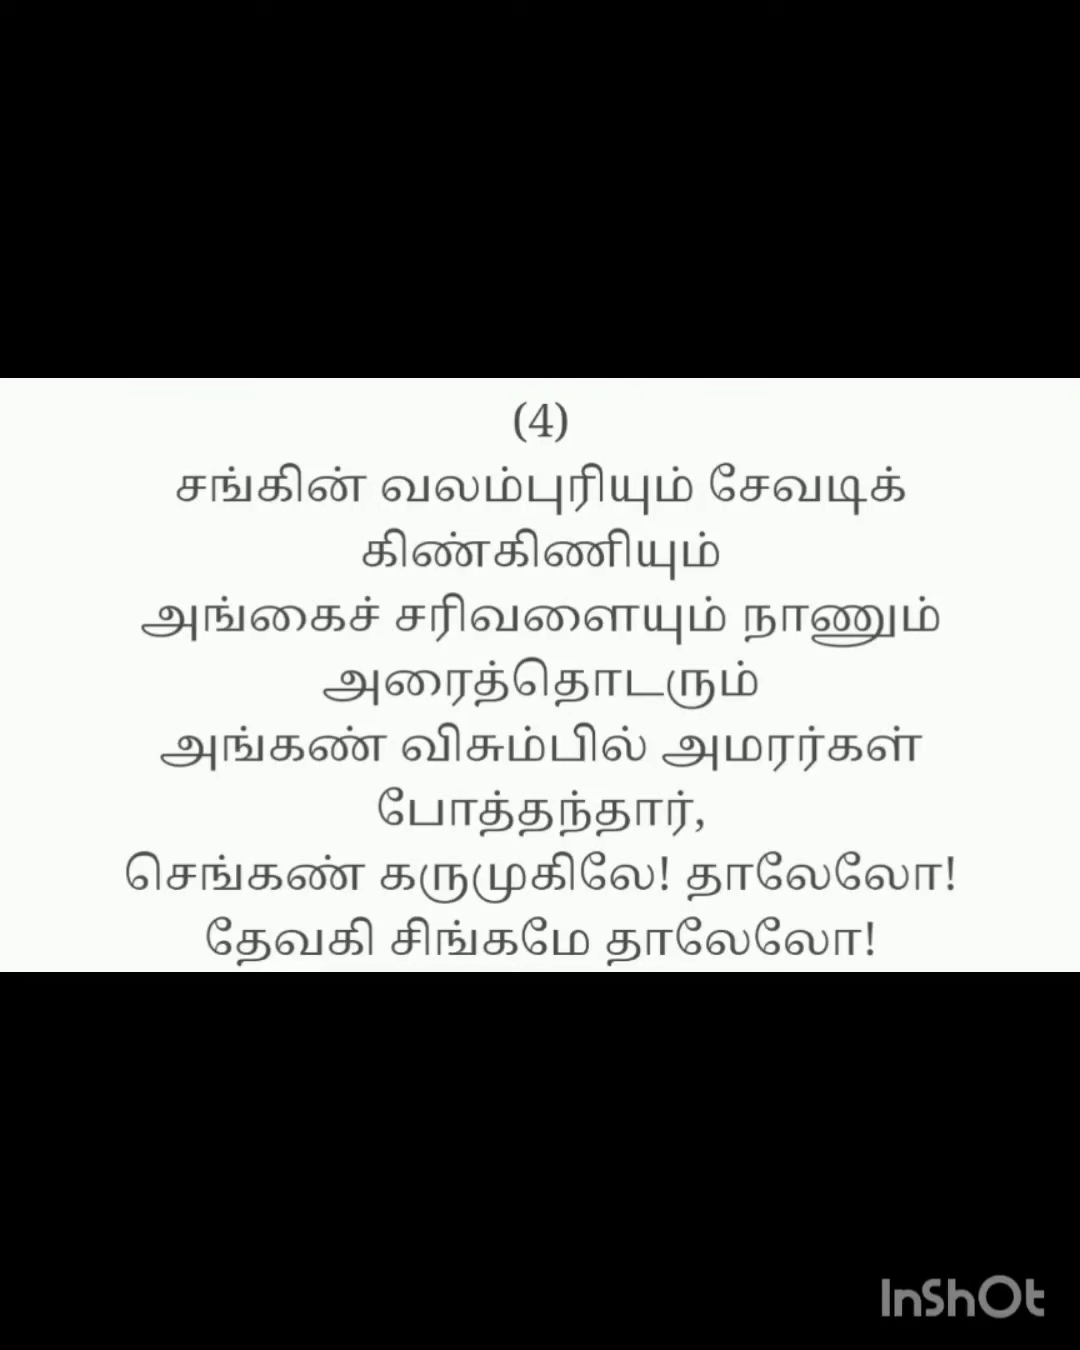 (4)
சங்கின் வலம்புரியும் சேவடிக்
கிண்கிணியும்
அங்கைச் சரிவளையும் நாணும்
அரைத்தொடரும்
அங்கண் விசும்பில் அமரர்கள்
போத்தந்தார்,
செங்கண் கருமுகிலே! தாலேலோ!
தேவகி சிங்கமே தாலேலோ!
InShOt